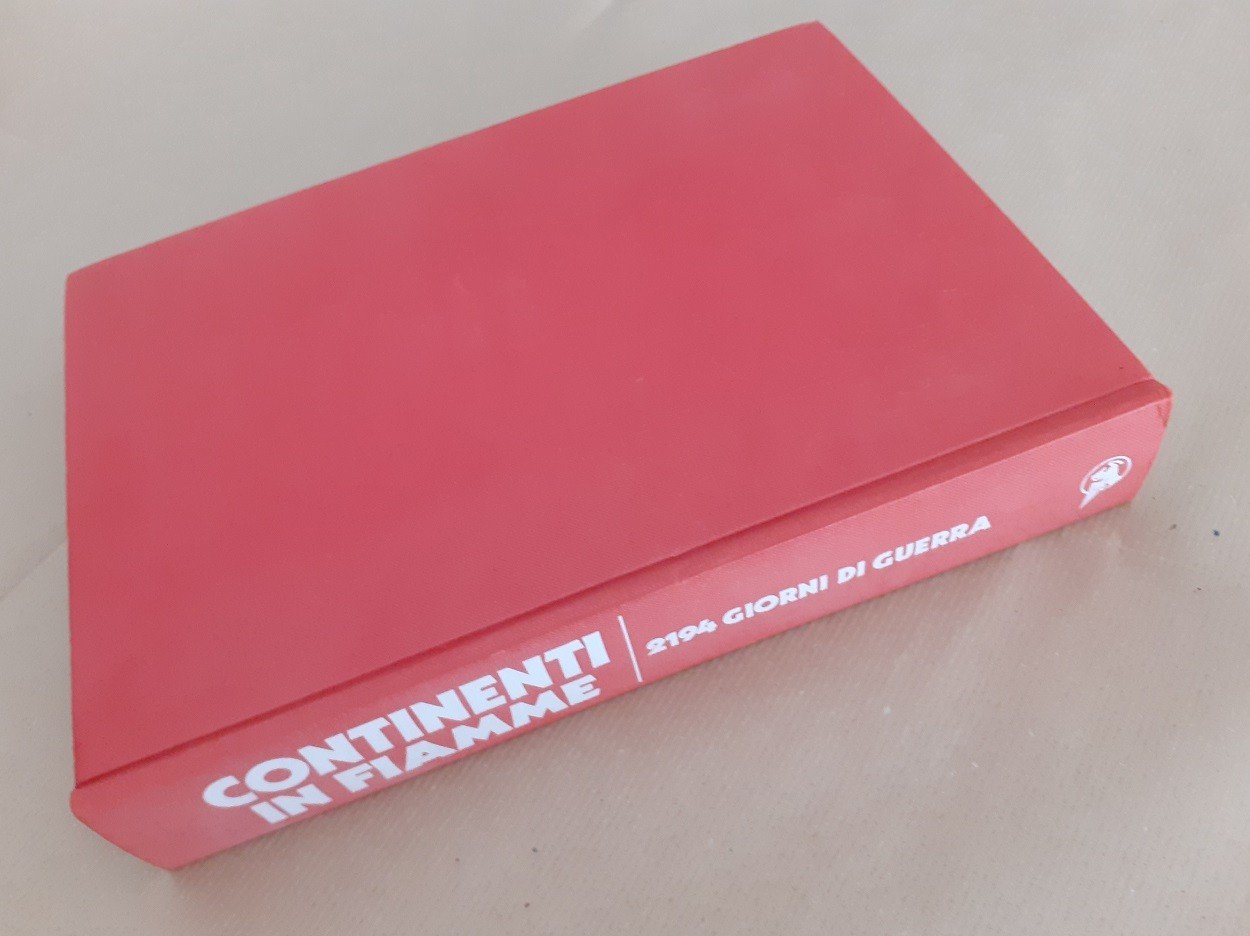 CONTINENTI
IN FIAMME
2194 GIORNI DI GUERRA